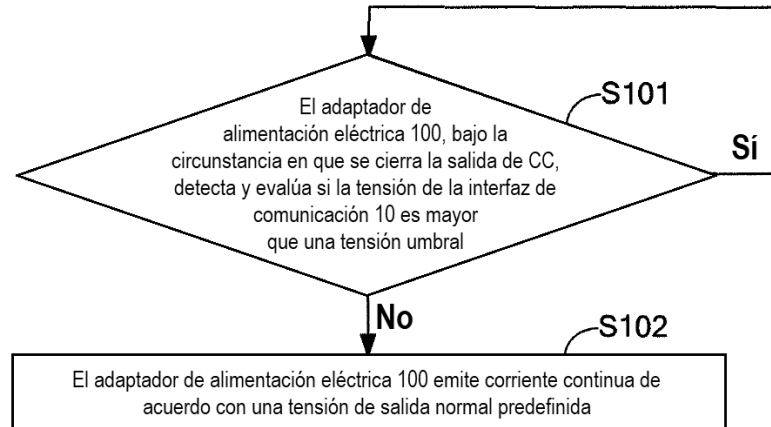 El adaptador de
alimentación eléctrica 100, bajo la
circunstancia en que se cierra la salida de CC,
detecta y evalúa si la tensión de la interfaz de
comunicación 10 es mayor
que una tensión umbral
S101
Sí
No
S102
El adaptador de alimentación eléctrica 100 emite corriente continua de
acuerdo con una tensión de salida normal predefinida